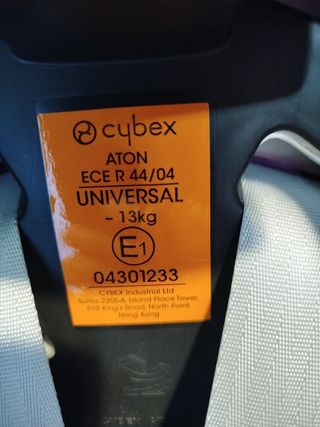 cybex
ATON
ECE R 44/04
UNIVERSAL
- 13kg
E1
04301233
CYBEX Industrial Ltd
Suites 2205-6, Island Place Tower,
510 King's Road, North Point,
Hong Kong
CYBEX